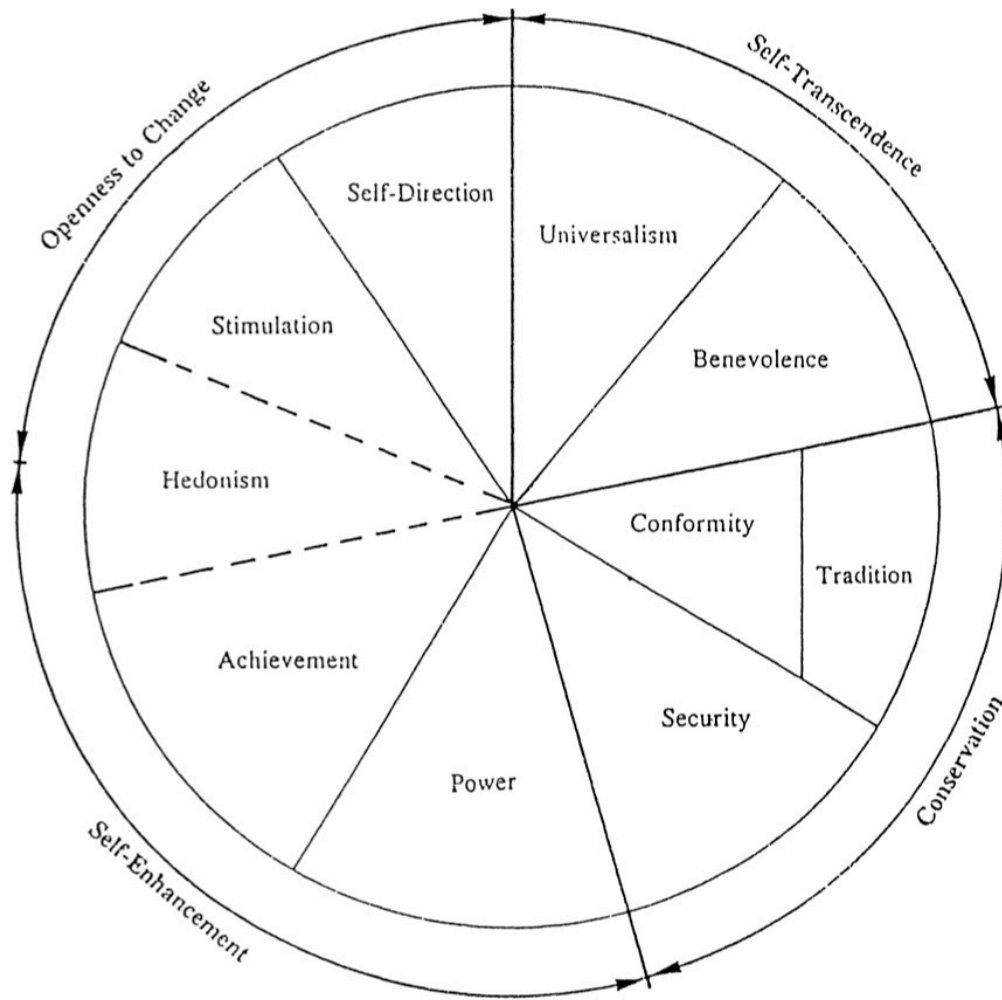 Openness to Change
Self-Transcendence
Self-Direction
Universalism
Stimulation
Benevolence
Hedonism
Conformity
Tradition
Achievement
Security
Power
Self-Enhancement
Conservation